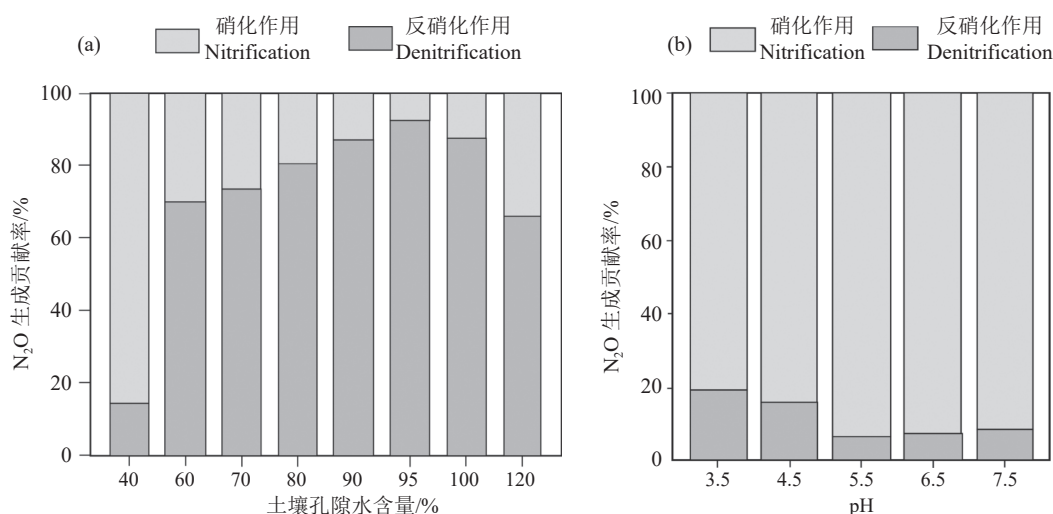 (a)
硝化作用
Nitrification
反硝化作用
Denitrification
N₂O 生成贡献率/%
100
80
60
40
20
0
40 60 70 80 90 95 100 120
土壤孔隙水含量/%
(b)
硝化作用
Nitrification
反硝化作用
Denitrification
N₂O 生成贡献率/%
100
80
60
40
20
0
3.5 4.5 5.5 6.5 7.5
pH